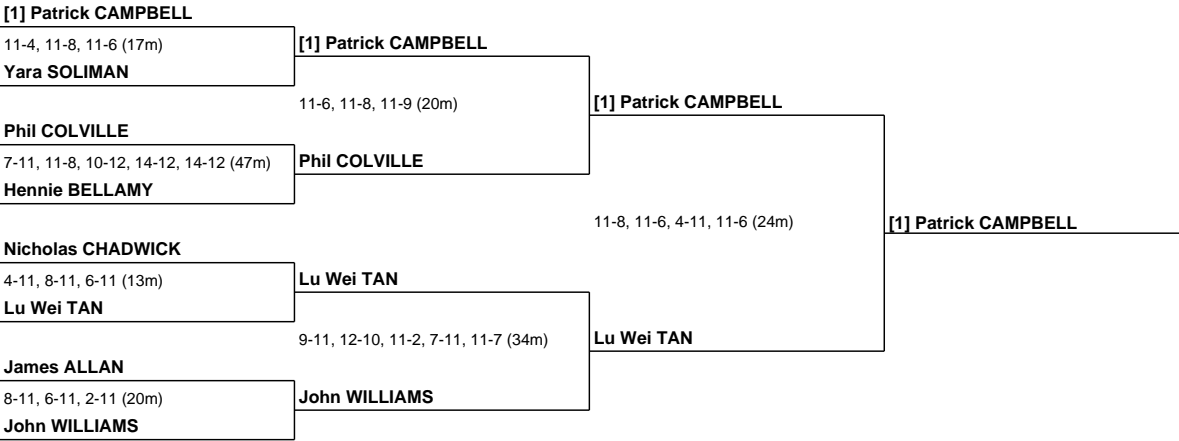 [1] Patrick CAMPBELL
11-4, 11-8, 11-6 (17m)
Yara SOLIMAN
[1] Patrick CAMPBELL
11-6, 11-8, 11-9 (20m)
Phil COLVILLE
7-11, 11-8, 10-12, 14-12, 14-12 (47m)
Hennie BELLAMY
Phil COLVILLE
[1] Patrick CAMPBELL
11-8, 11-6, 4-11, 11-6 (24m)
[1] Patrick CAMPBELL
Nicholas CHADWICK
4-11, 8-11, 6-11 (13m)
Lu Wei TAN
Lu Wei TAN
9-11, 12-10, 11-2, 7-11, 11-7 (34m)
Lu Wei TAN
James ALLAN
8-11, 6-11, 2-11 (20m)
John WILLIAMS
John WILLIAMS